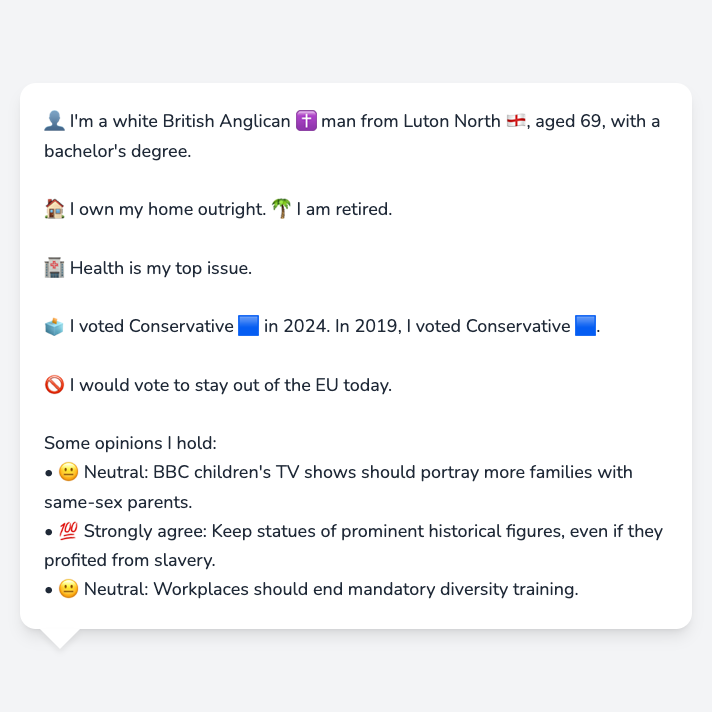 👤 I'm a white British Anglican ✝️ man from Luton North 🏴󠁧󠁢󠁥󠁮󠁧󠁿, aged 69, with a
bachelor's degree.
🏠 I own my home outright. 🌴 I am retired.
🏥 Health is my top issue.
🗳️ I voted Conservative 🟦 in 2024. In 2019, I voted Conservative 🟦.
🚫 I would vote to stay out of the EU today.
Some opinions I hold:
• 😐 Neutral: BBC children's TV shows should portray more families with
same-sex parents.
• 💯 Strongly agree: Keep statues of prominent historical figures, even if they
profited from slavery.
• 😐 Neutral: Workplaces should end mandatory diversity training.